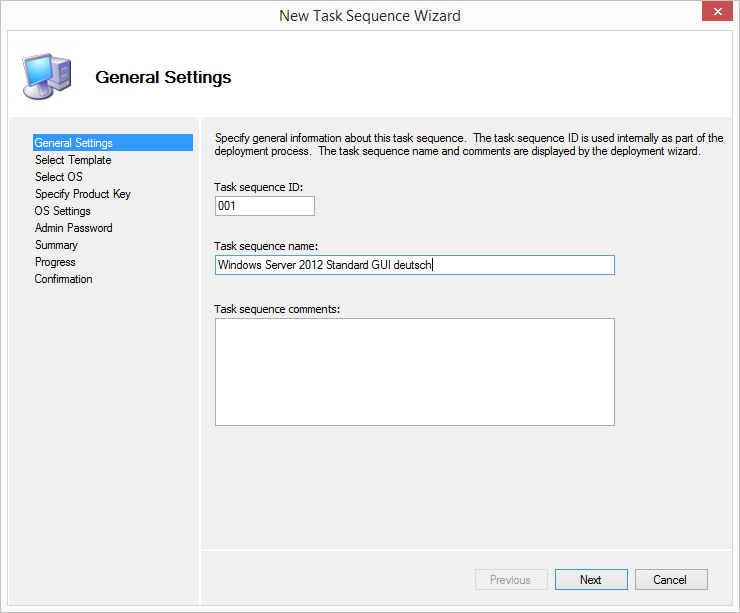 New Task Sequence Wizard
General Settings
General Settings
Select Template
Select OS
Specify Product Key
OS Settings
Admin Password
Summary
Progress
Confirmation
Specify general information about this task sequence.  The task sequence ID is used internally as part of the
deployment process.  The task sequence name and comments are displayed by the deployment wizard.
Task sequence ID:
001
Task sequence name:
Windows Server 2012 Standard GUI deutsch
Task sequence comments:
Previous
Next
Cancel